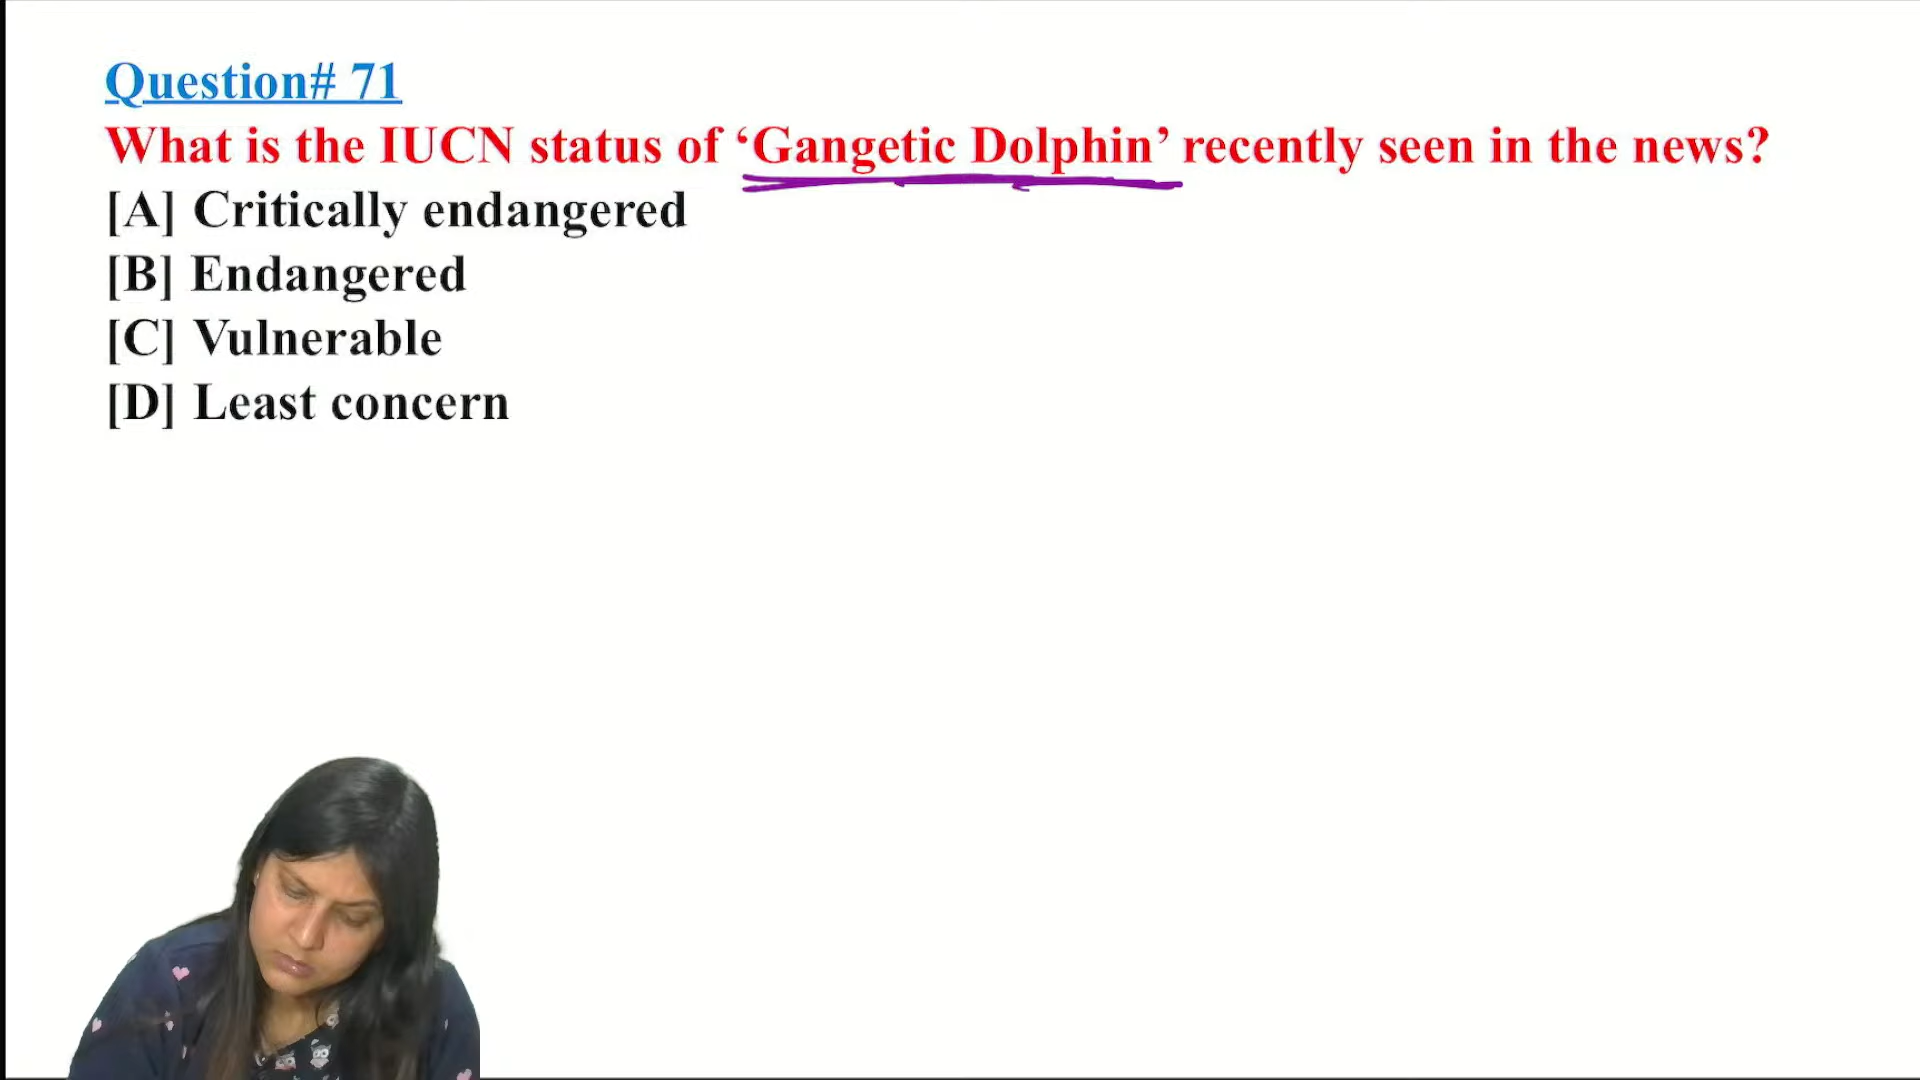 Question# 71
What is the IUCN status of ‘Gangetic Dolphin’ recently seen in the news?
[A] Critically endangered
[B] Endangered
[C] Vulnerable
[D] Least concern